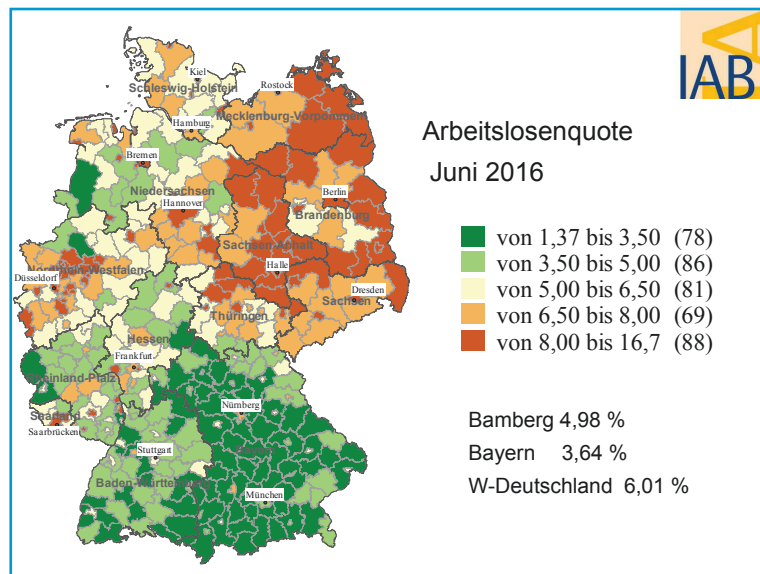 IAB
Arbeitslosenquote
Juni 2016
von 1,37 bis 3,50 (78)
von 3,50 bis 5,00 (86)
von 5,00 bis 6,50 (81)
von 6,50 bis 8,00 (69)
von 8,00 bis 16,7 (88)
Bamberg 4,98 %
Bayern 3,64 %
W-Deutschland 6,01 %
Kiel
Schleswig-Holstein
Rostock
Mecklenburg-Vorpommern
Hamburg
Bremen
Niedersachsen
Hannover
Berlin
Brandenburg
Sachsen-Anhalt
Nordrhein-Westfalen
Halle
Düsseldorf
Dresden
Sachsen
Thüringen
Hessen
Frankfurt
Rheinland-Pfalz
Nürnberg
Saarland
Saarbrücken
Stuttgart
Bayern
Baden-Württemberg
München